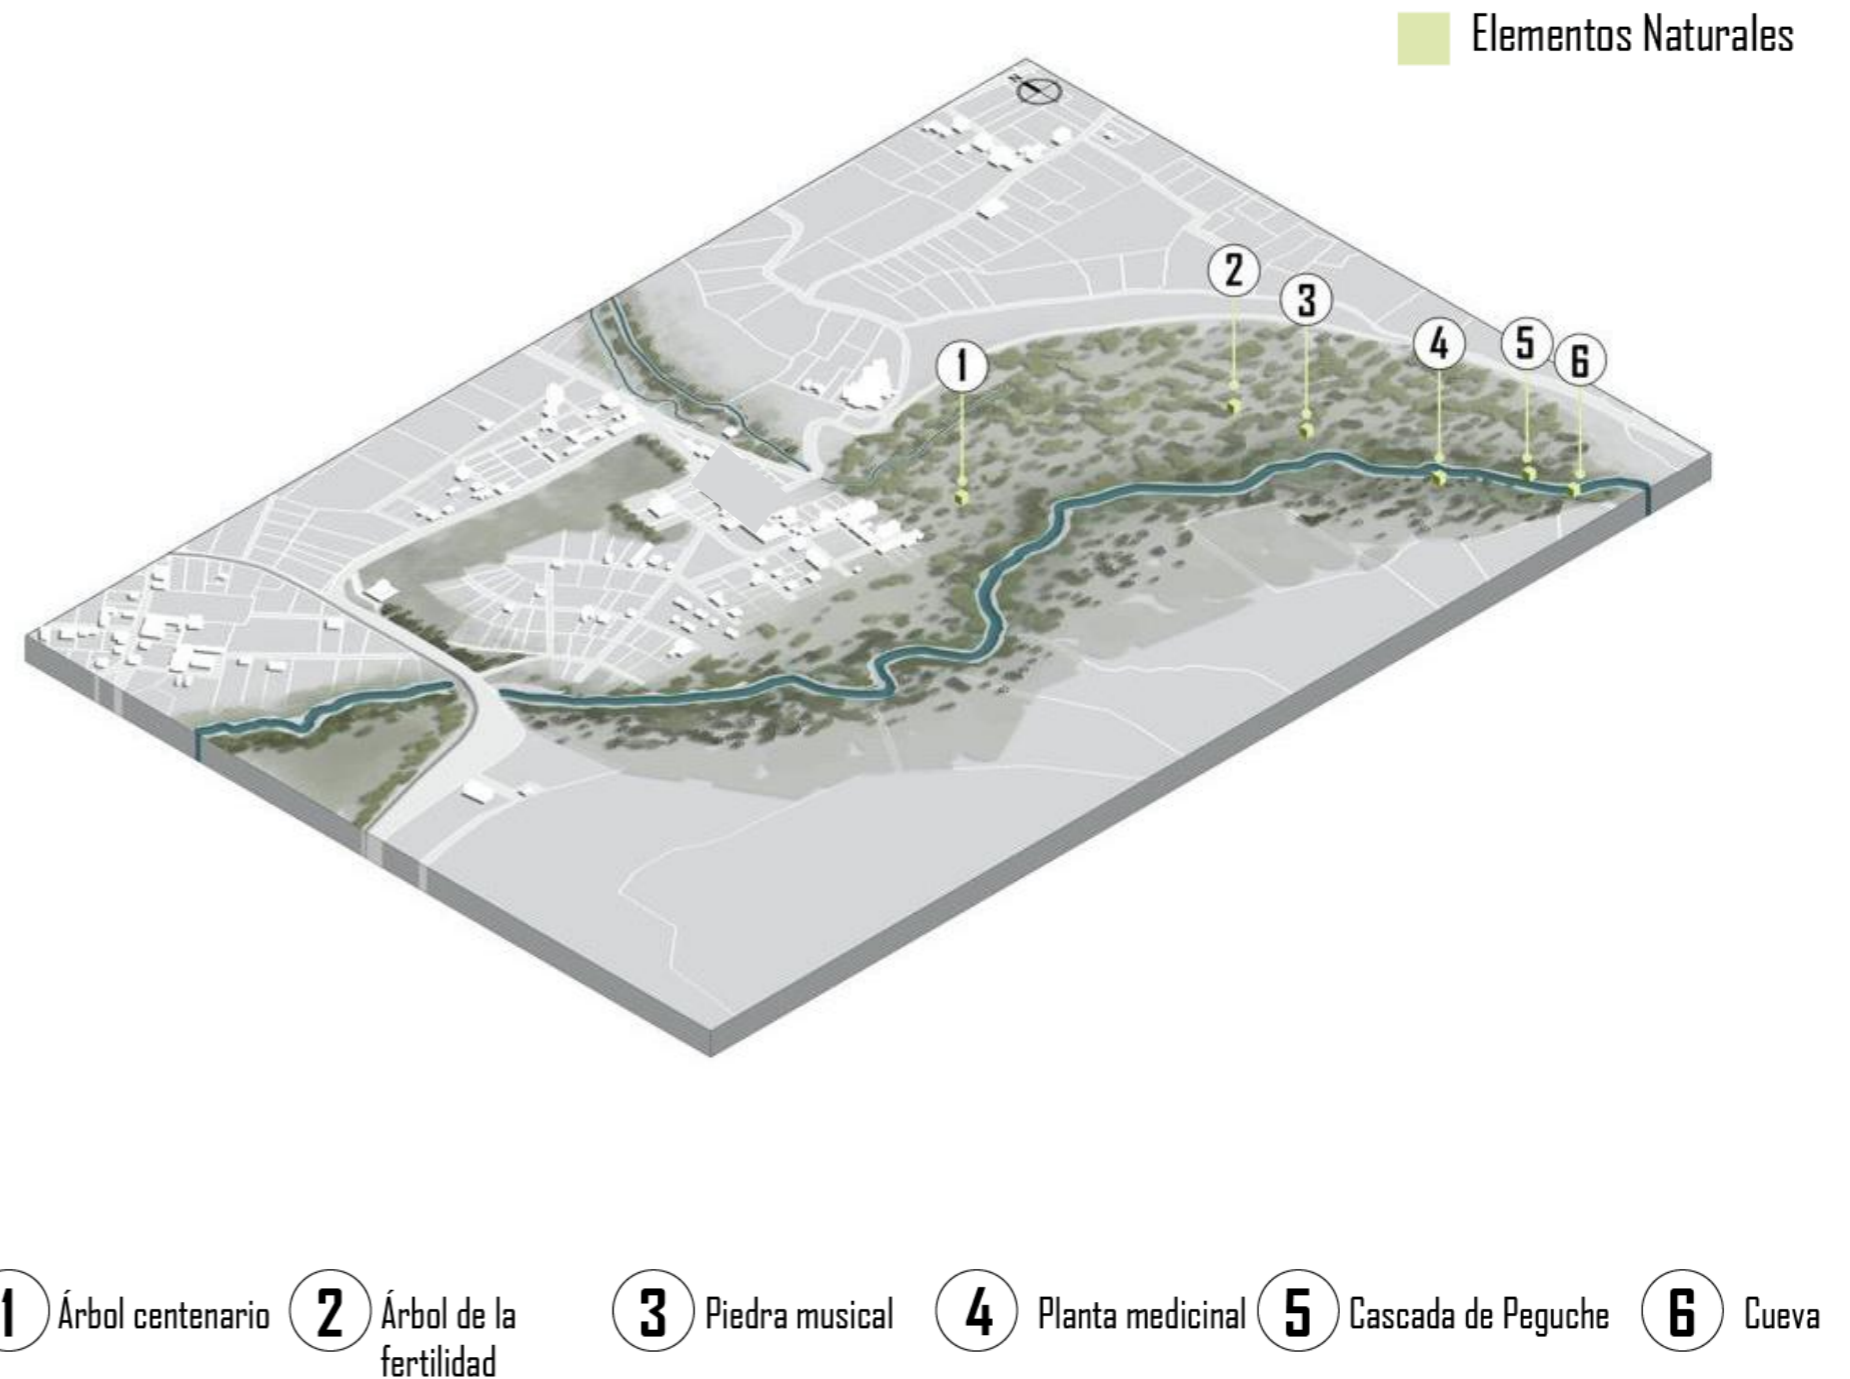 Elementos Naturales
N
2
3
4
5
6
1
1 Árbol centenario
2 Árbol de la
fertilidad
3 Piedra musical
4 Planta medicinal
5 Cascada de Peguche
6 Cueva